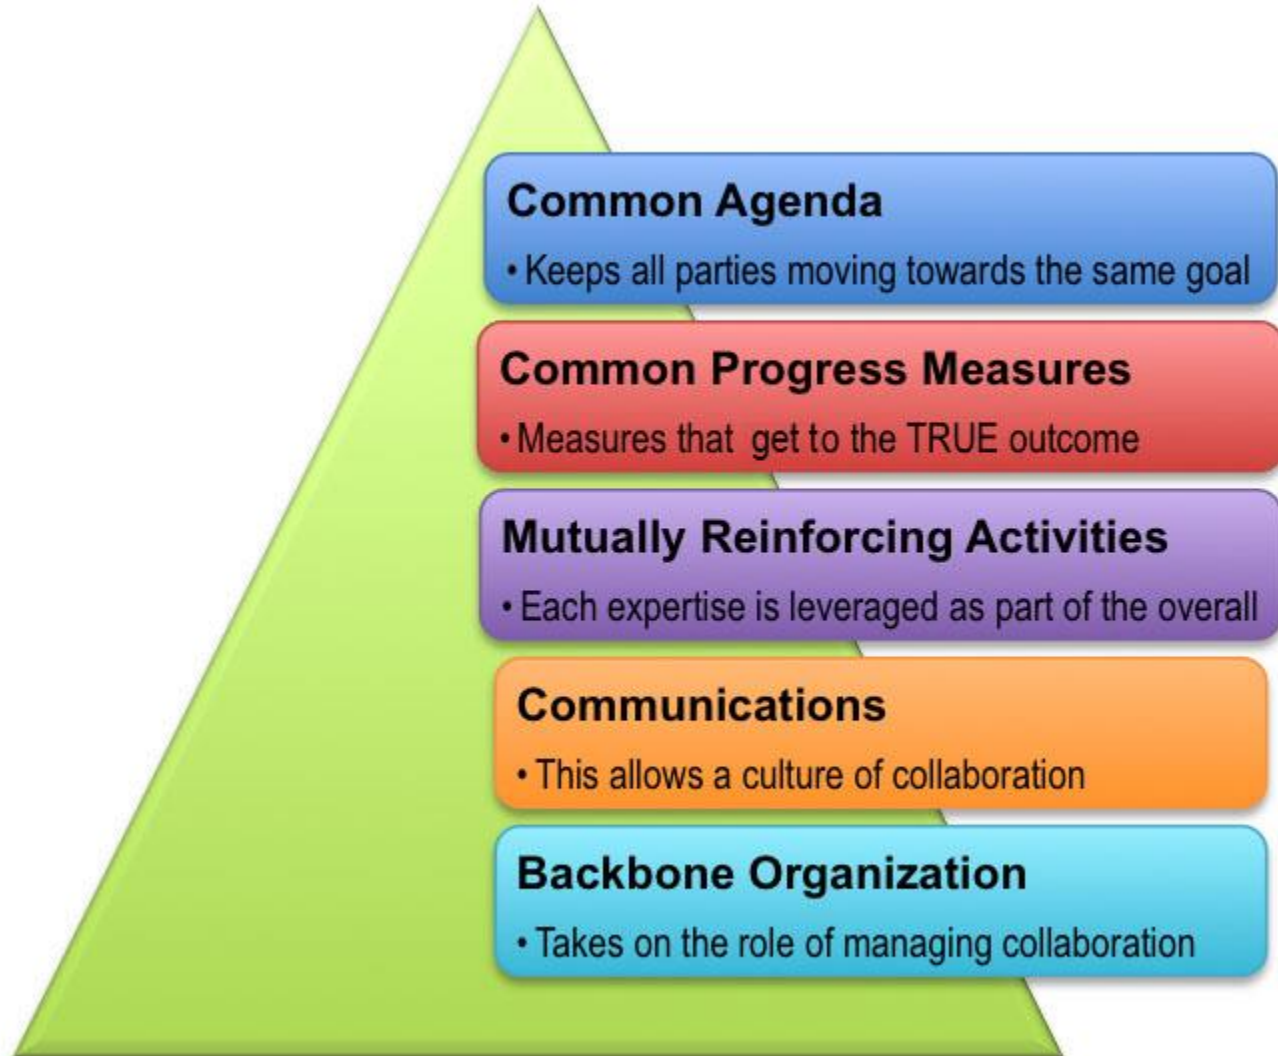 Common Agenda
• Keeps all parties moving towards the same goal
Common Progress Measures
• Measures that get to the TRUE outcome
Mutually Reinforcing Activities
• Each expertise is leveraged as part of the overall
Communications
• This allows a culture of collaboration
Backbone Organization
• Takes on the role of managing collaboration